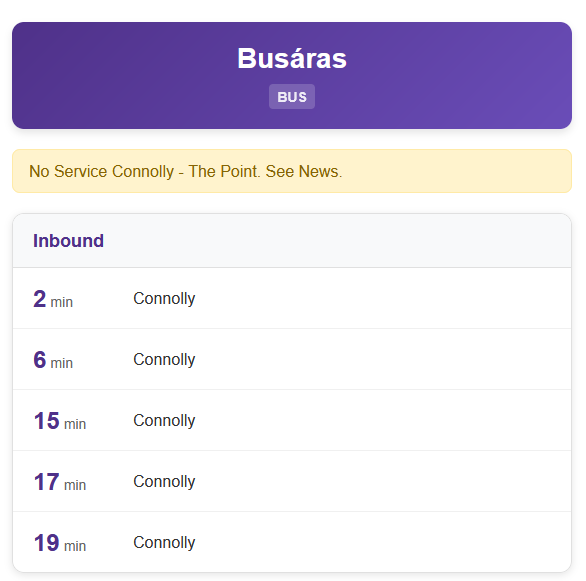 Busáras
BUS
No Service Connolly - The Point. See News.
Inbound
2 min Connolly
6 min Connolly
15 min Connolly
17 min Connolly
19 min Connolly